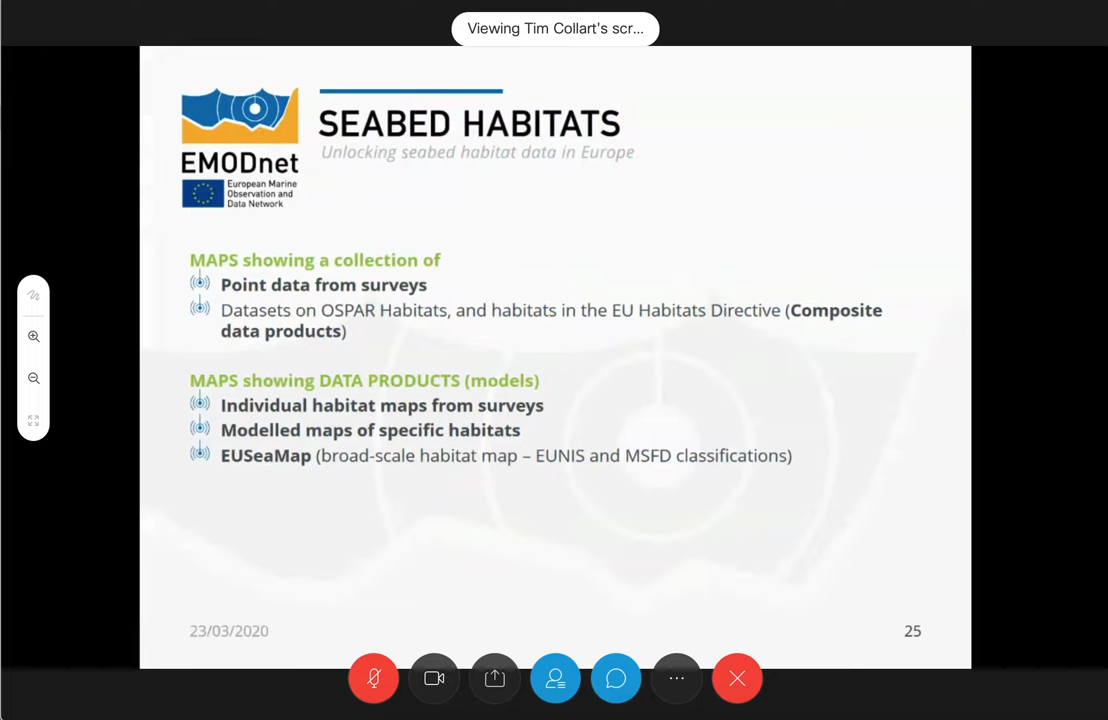 Viewing Tim Collart's scr...
SEABED HABITATS
Unlocking seabed habitat data in Europe
EMODnet
European Marine
Observation and
Data Network
MAPS showing a collection of
Point data from surveys
Datasets on OSPAR Habitats, and habitats in the EU Habitats Directive (Composite
data products)
MAPS showing DATA PRODUCTS (models)
Individual habitat maps from surveys
Modelled maps of specific habitats
EUSeaMap (broad-scale habitat map – EUNIS and MSFD classifications)
23/03/2020
25